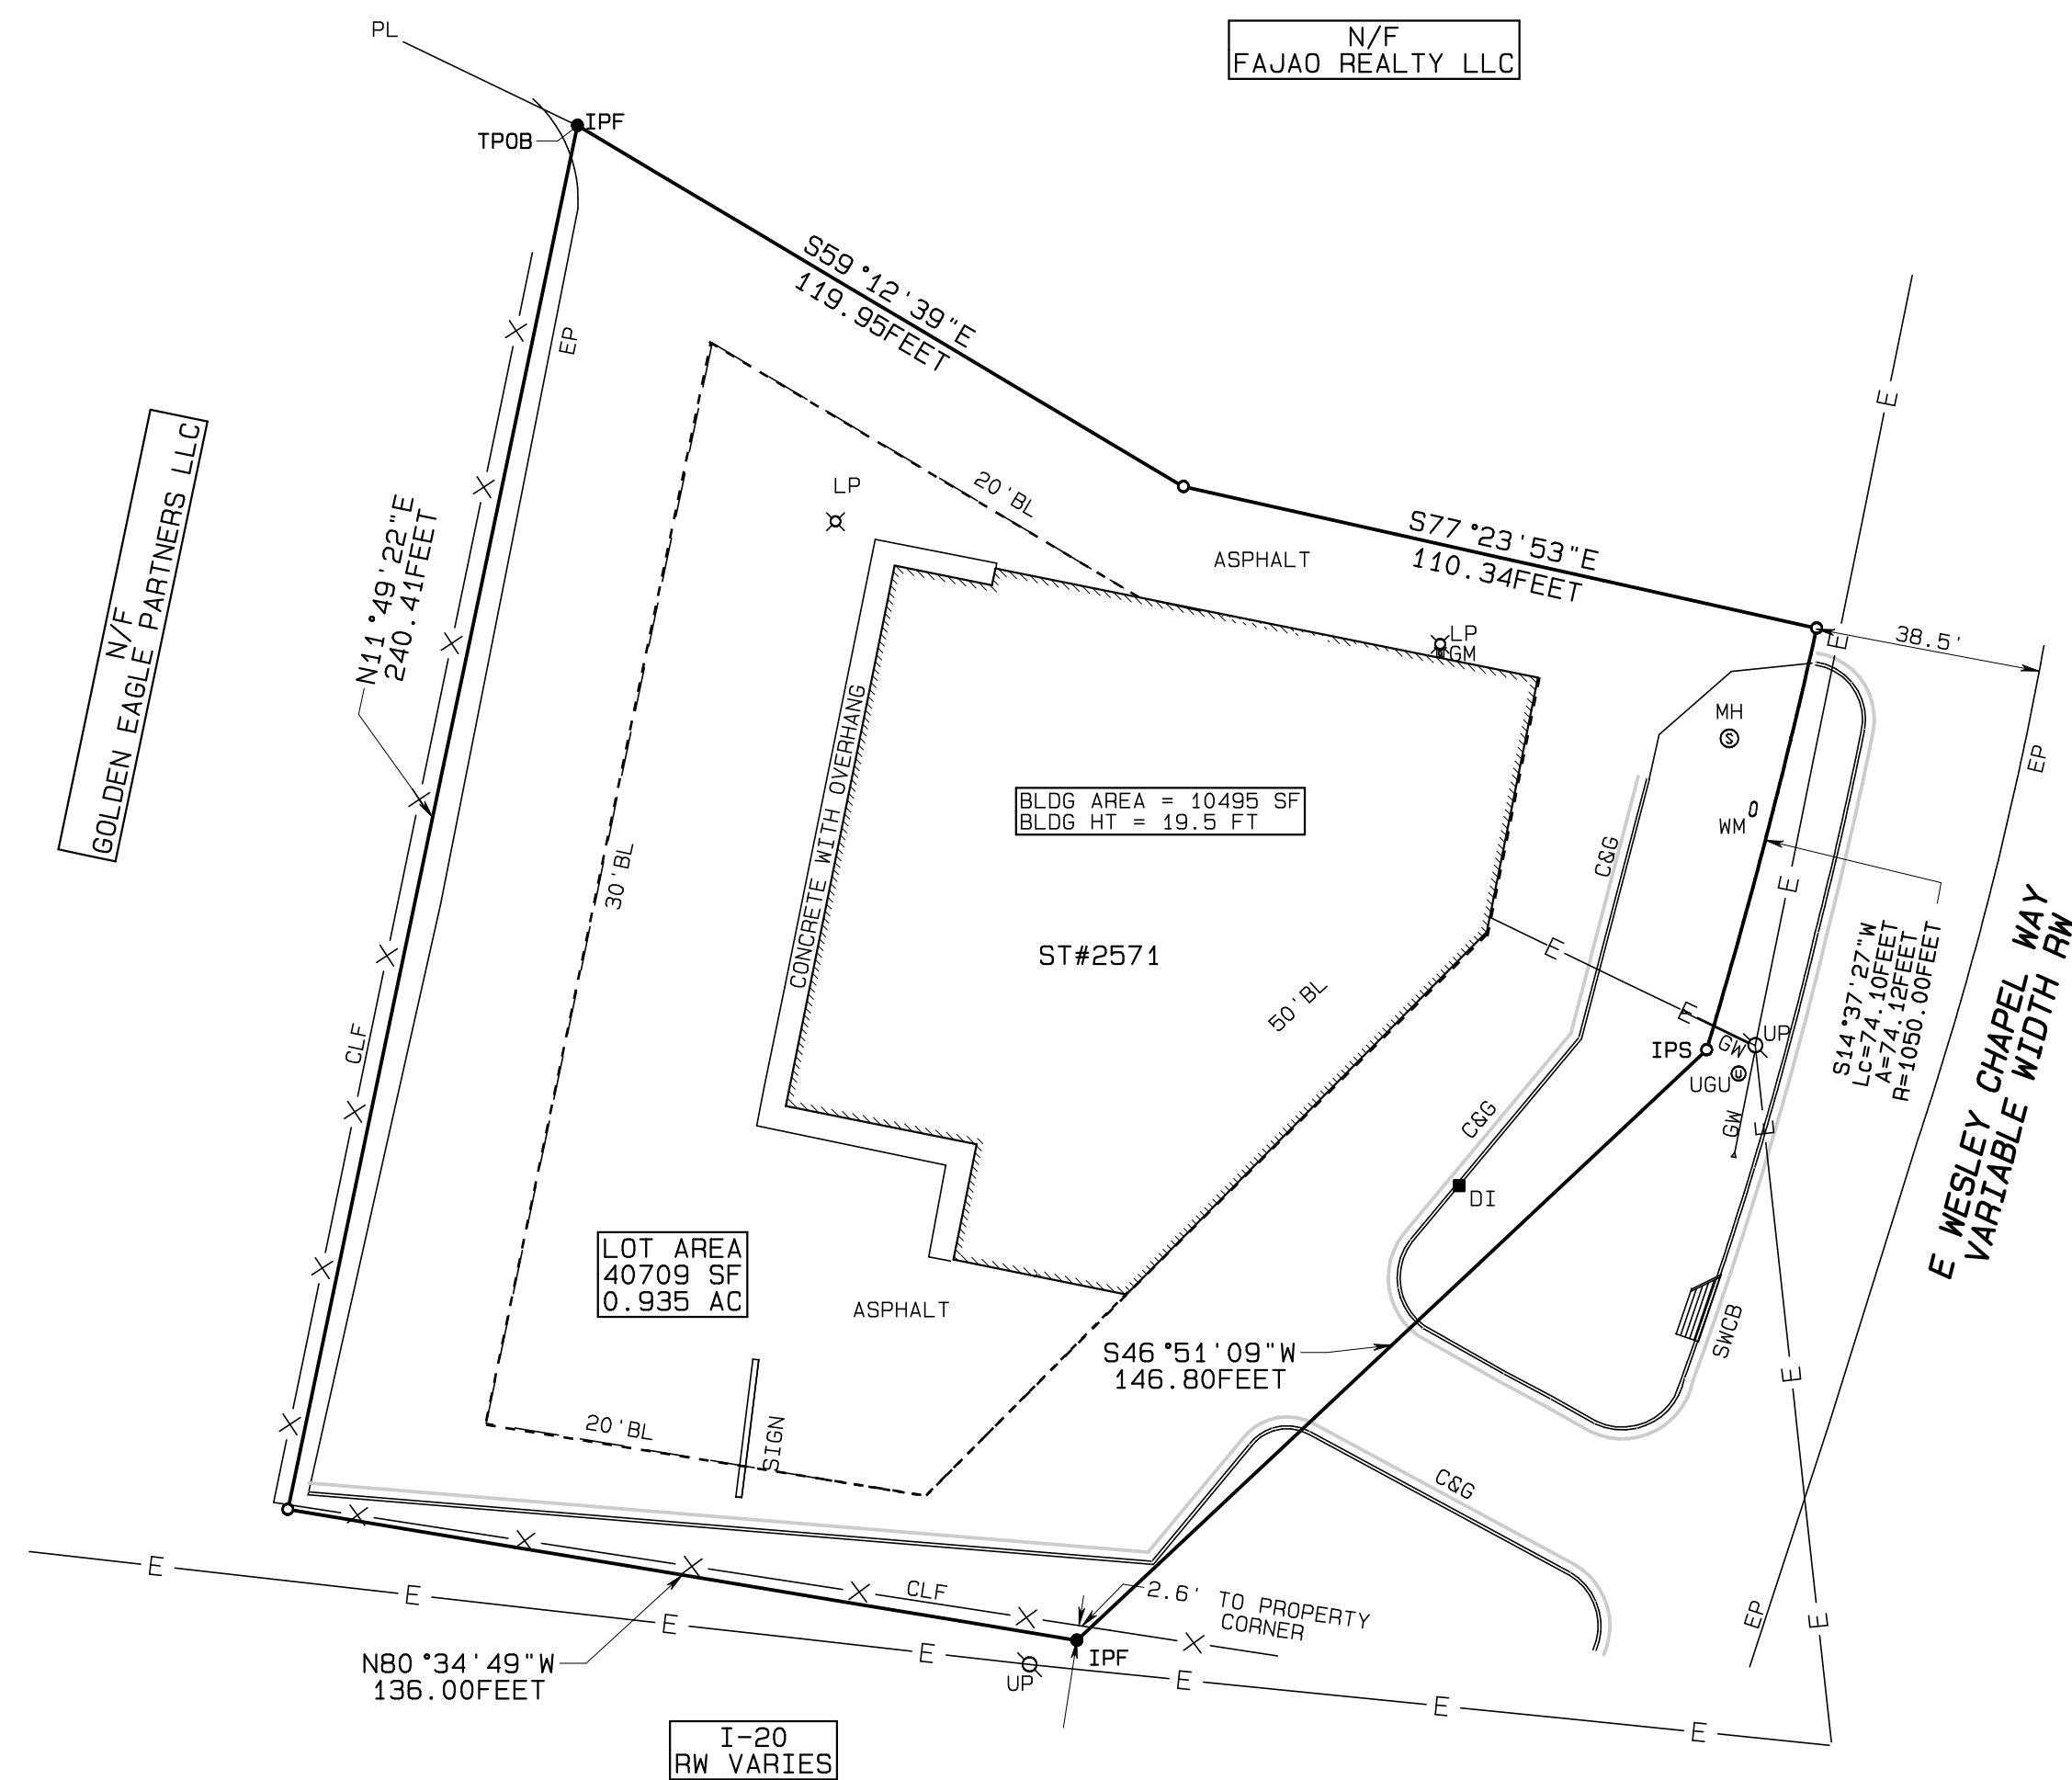 PL
N/F
FAJAO REALTY LLC
IPF
TPOB
S59°12'39"E
119.95FEET
EP
E
LP
20'BL
S77°23'53"E
110.34FEET
ASPHALT
N/F
GOLDEN EAGLE PARTNERS LLC
N11°49'22"E
240.41FEET
LP
GM
E
38.5'
MH
S
EP
WM
CONCRETE WITH OVERHANG
BLDG AREA = 10495 SF
BLDG HT = 19.5 FT
C&G
30'BL
E
ST#2571
E
50'BL
S14°37'27"W
Lc=74.10FEET
A=74.12FEET
R=1050.00FEET
E WESLEY CHAPEL WAY
VARIABLE WIDTH RW
CLF
E
UP
IPS
GW
UGU
U
GW
E
C&G
DI
LOT AREA
40709 SF
0.935 AC
ASPHALT
SWCB
S46°51'09"W
146.80FEET
E
20'BL
SIGN
C&G
E
E
E
CLF
2.6' TO PROPERTY
CORNER
EP
E
E
E
IPF
UP
E
E
E
N80°34'49"W
136.00FEET
I-20
RW VARIES